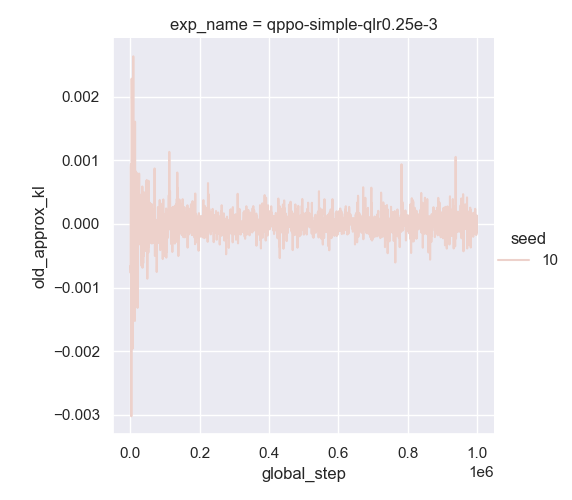 exp_name = qppo-simple-qlr0.25e-3
0.002
0.001
0.000
−0.001
−0.002
−0.003
old_approx_kl
0.0 0.2 0.4 0.6 0.8 1.0
1e6
global_step
seed
10